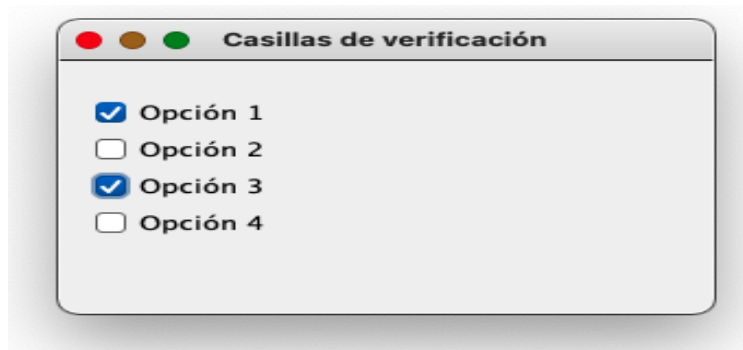 Casillas de verificación
Opción 1
Opción 2
Opción 3
Opción 4